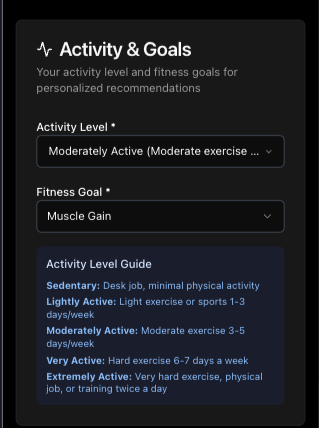 Activity & Goals
Your activity level and fitness goals for
personalized recommendations
Activity Level *
Moderately Active (Moderate exercise ...
Fitness Goal *
Muscle Gain
Activity Level Guide
Sedentary: Desk job, minimal physical activity
Lightly Active: Light exercise or sports 1-3
days/week
Moderately Active: Moderate exercise 3-5
days/week
Very Active: Hard exercise 6-7 days a week
Extremely Active: Very hard exercise, physical
job, or training twice a day